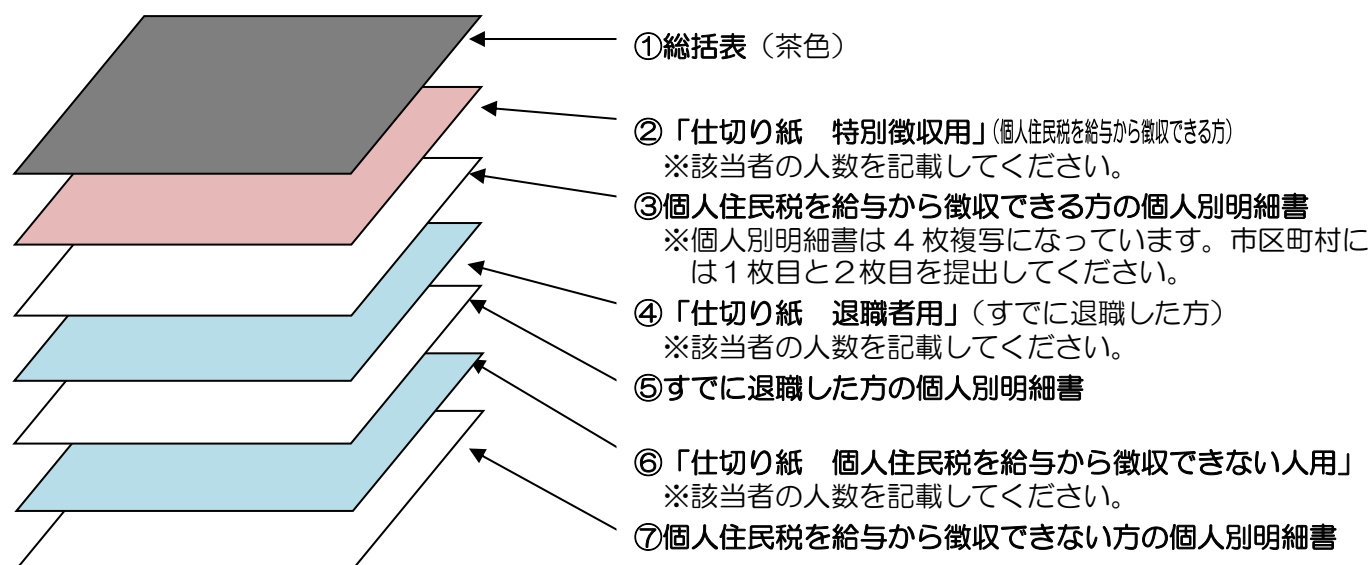 ①総括表（茶色）
②「仕切り紙　特別徴収用」（個人住民税を給与から徴収できる方）
※該当者の人数を記載してください。
③個人住民税を給与から徴収できる方の個人別明細書
※個人別明細書は４枚複写になっています。市区町村に
は１枚目と２枚目を提出してください。
④「仕切り紙　退職者用」（すでに退職した方）
※該当者の人数を記載してください。
⑤すでに退職した方の個人別明細書
⑥「仕切り紙　個人住民税を給与から徴収できない人用」
※該当者の人数を記載してください。
⑦個人住民税を給与から徴収できない方の個人別明細書